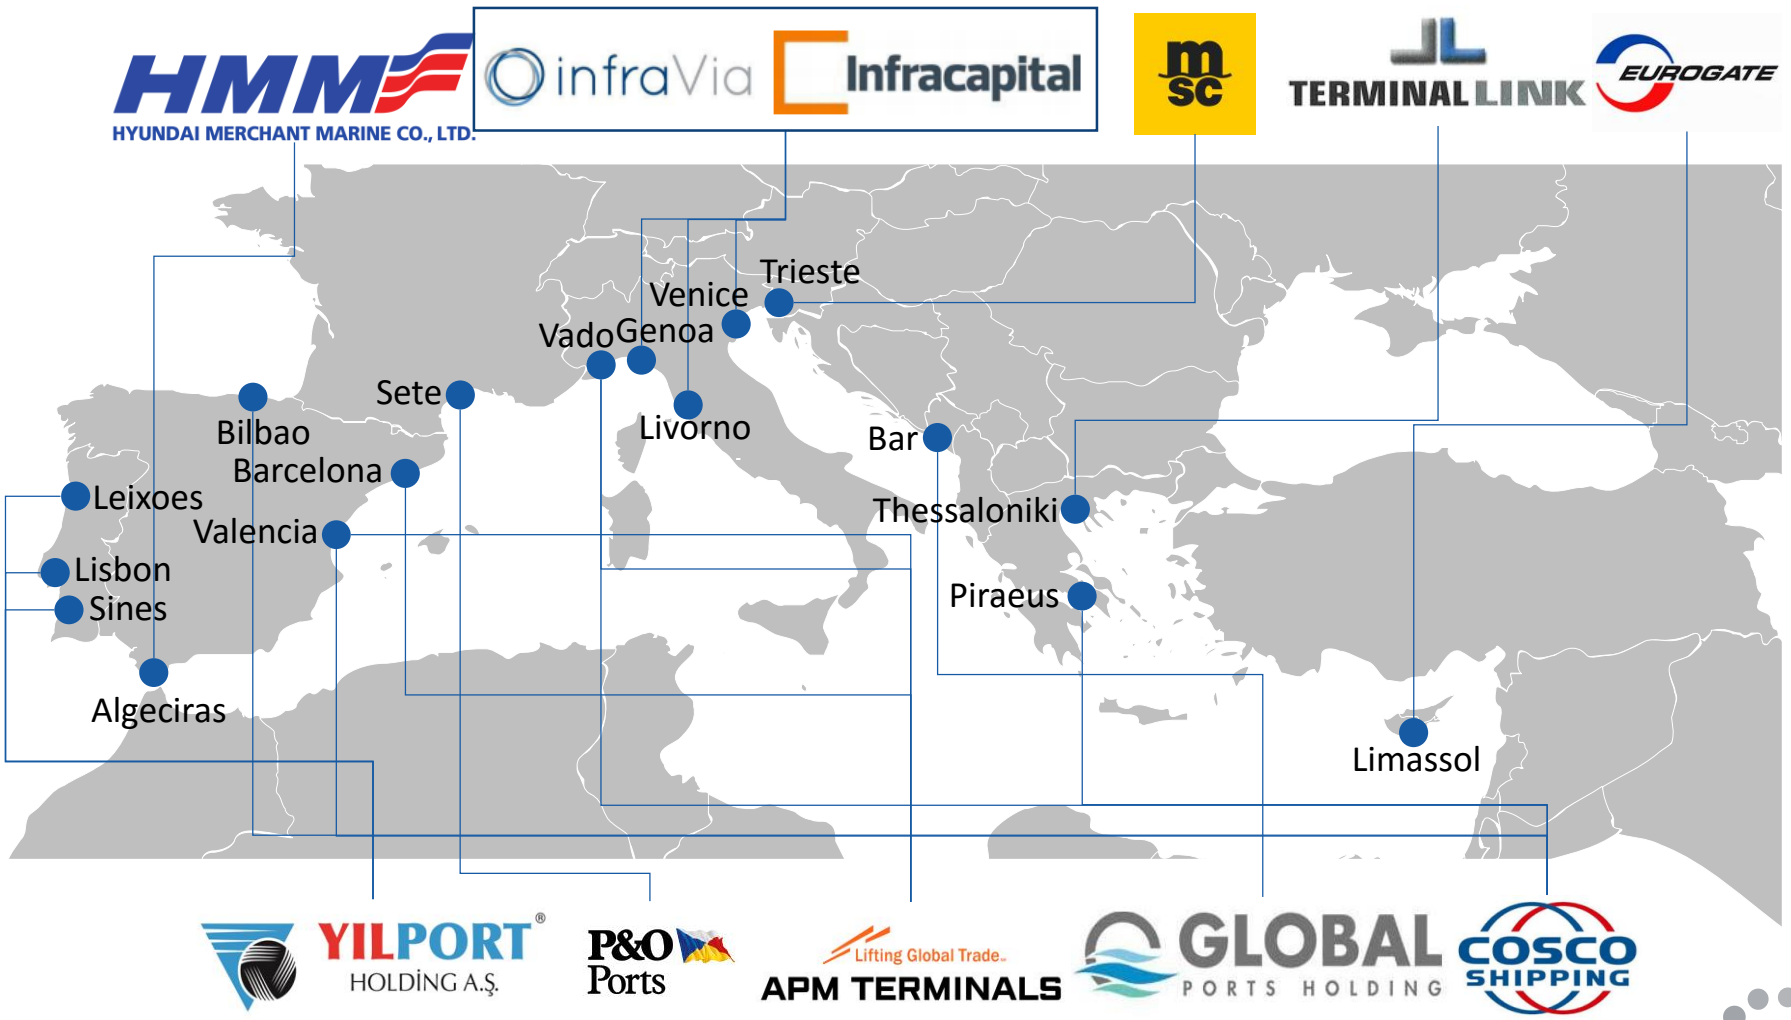 HMM
HYUNDAI MERCHANT MARINE CO., LTD.
infraVia
Infracapital
msc
TERMINAL LINK
EUROGATE
Trieste
Venice
Vado
Genoa
Sete
Livorno
Bilbao
Bar
Barcelona
Leixoes
Thessaloniki
Valencia
Lisbon
Piraeus
Sines
Algeciras
Limassol
YILPORT®
HOLDİNG A.Ş.
P&O
Ports
Lifting Global Trade.
APM TERMINALS
GLOBAL
PORTS HOLDING
COSCO
SHIPPING